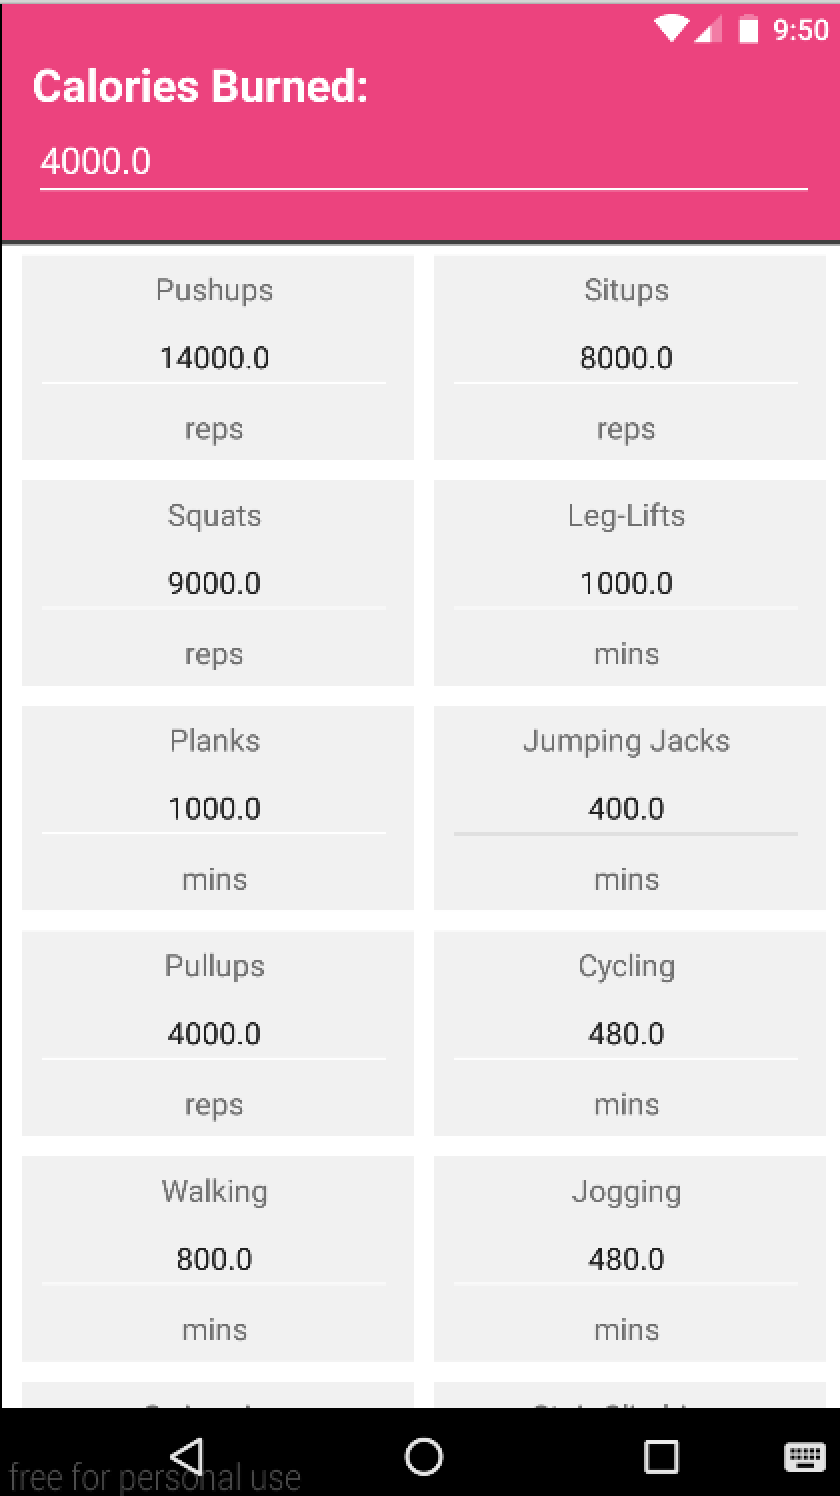 9:50
Calories Burned:
4000.0
Pushups
14000.0
reps
Situps
8000.0
reps
Squats
9000.0
reps
Leg-Lifts
1000.0
mins
Planks
1000.0
mins
Jumping Jacks
400.0
mins
Pullups
4000.0
reps
Cycling
480.0
mins
Walking
800.0
mins
Jogging
480.0
mins
free for personal use